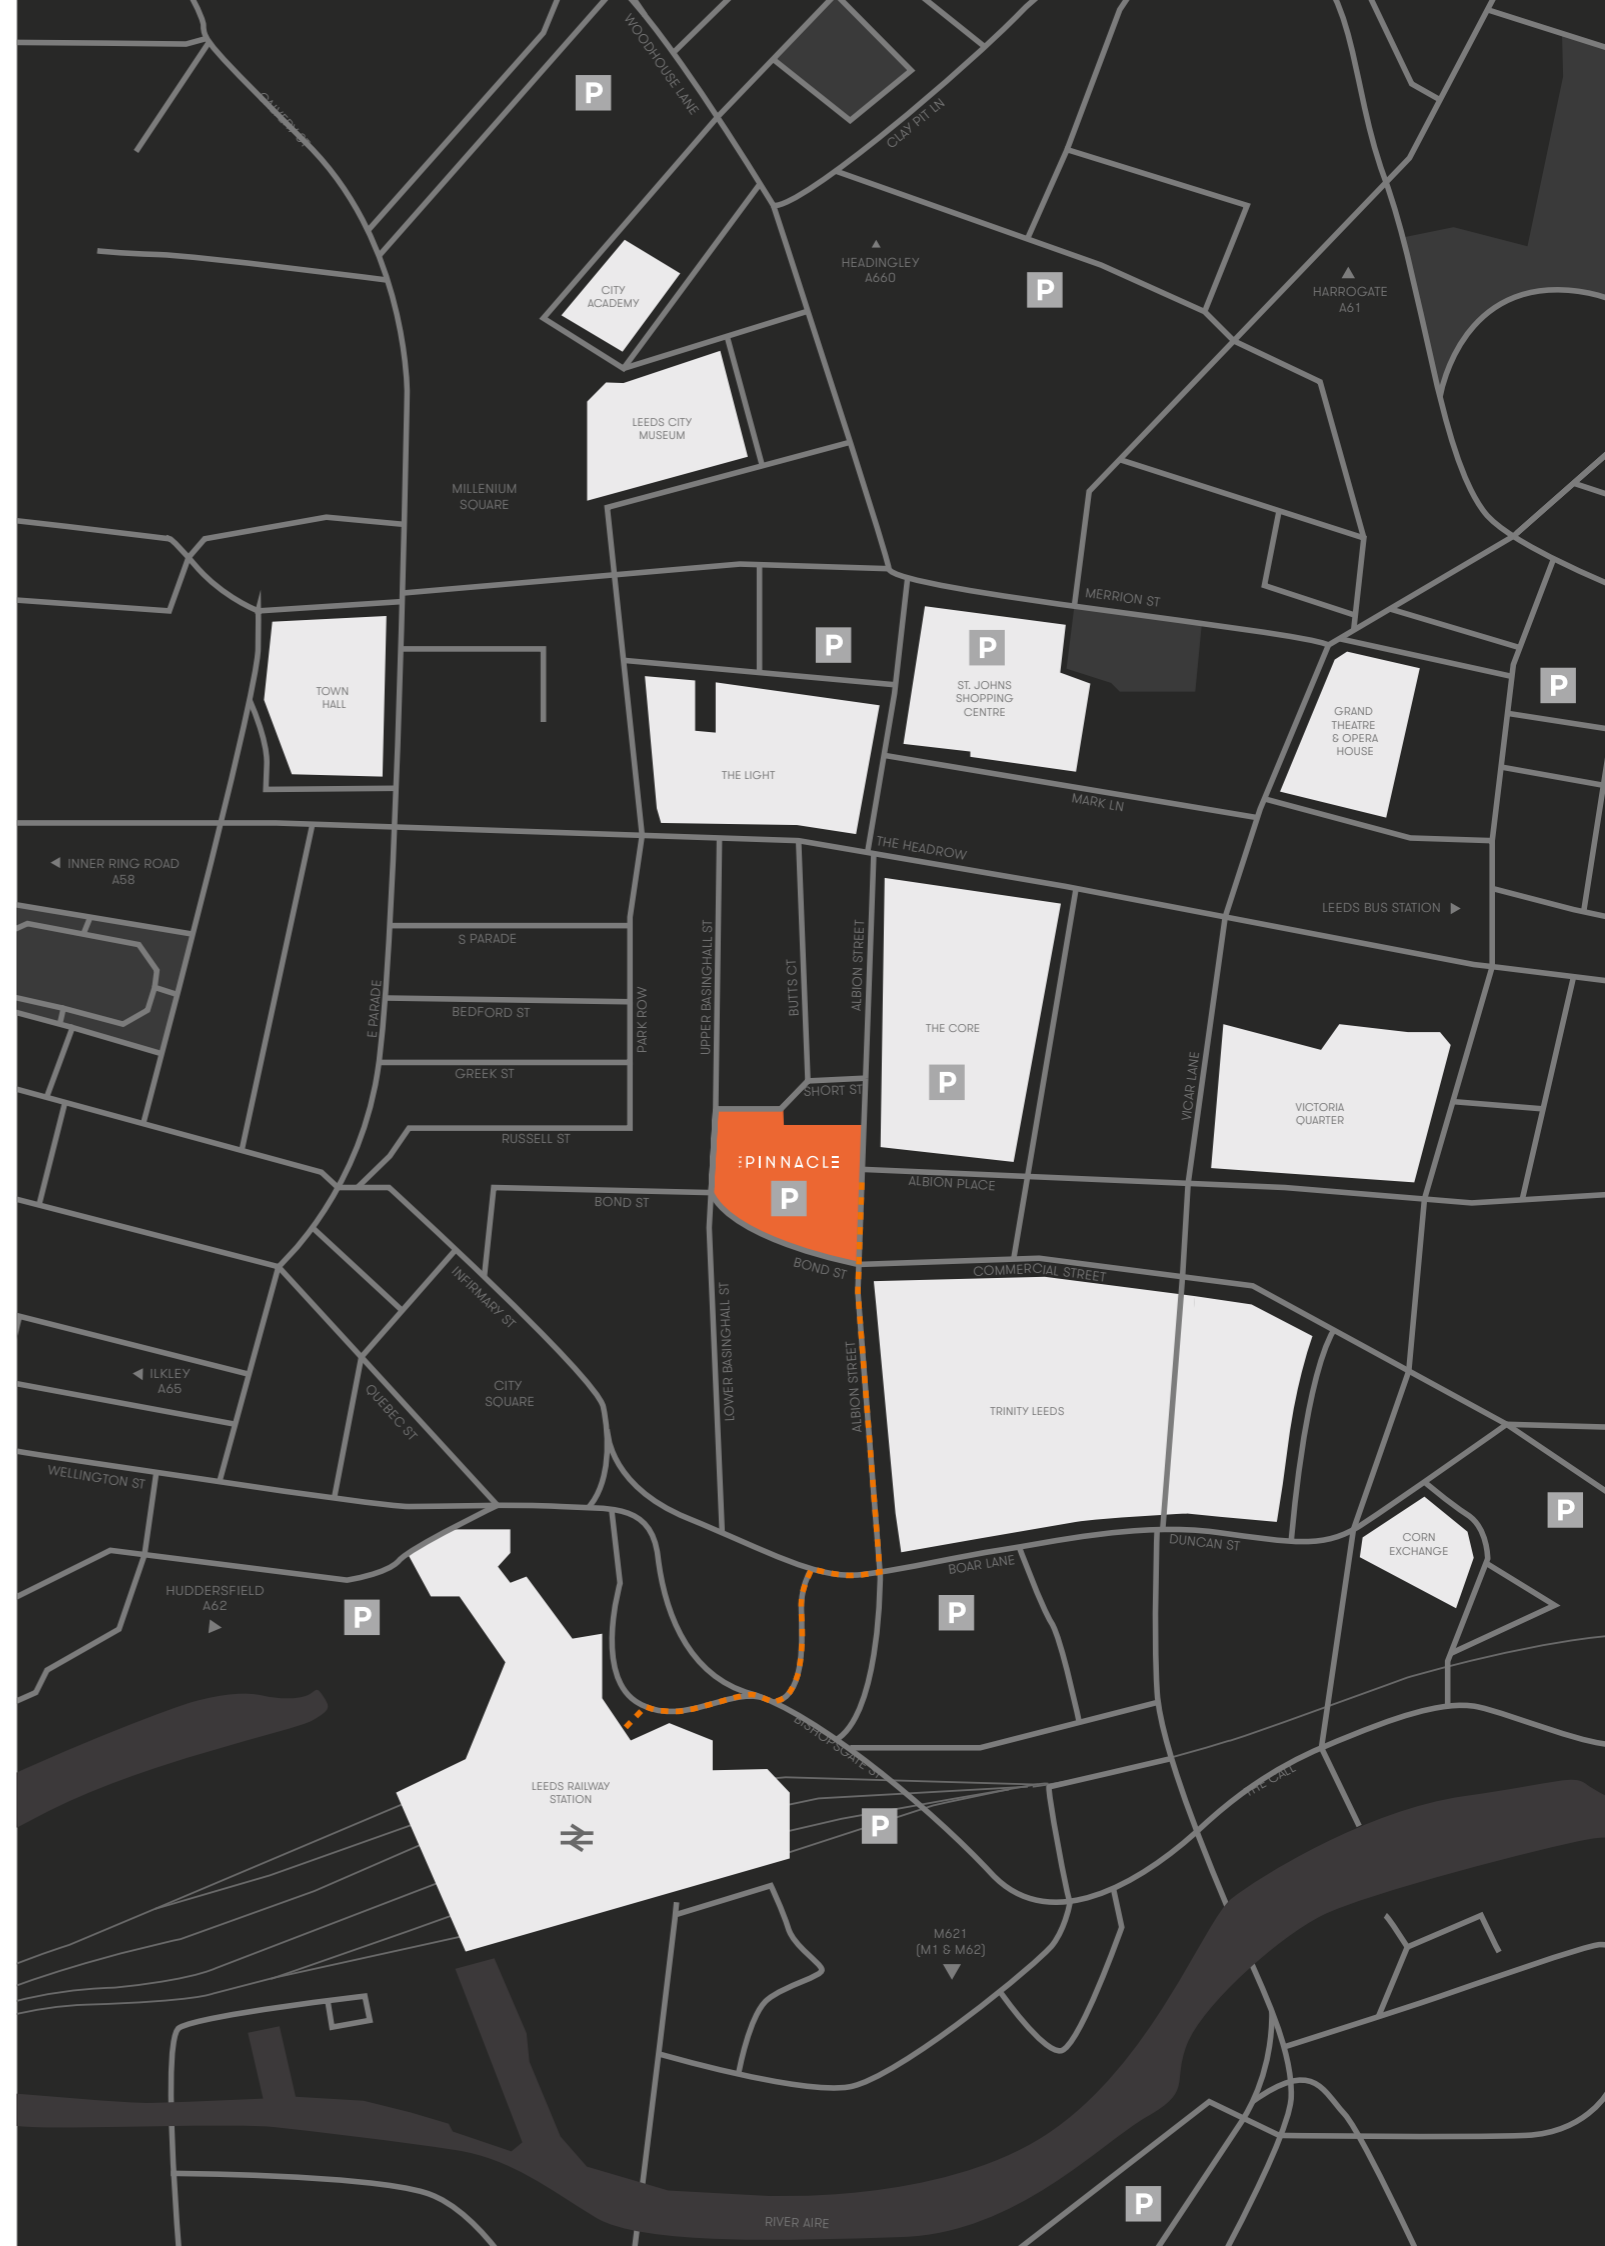 WOODHOUSE LANE
P
CALVERLY ST
CLAY PIT LN
HEADINGLEY
A660
P
HARROGATE
A61
CITY
ACADEMY
LEEDS CITY
MUSEUM
MILLENIUM
SQUARE
MERRION ST
P
P
ST. JOHNS
SHOPPING
CENTRE
P
TOWN
HALL
GRAND
THEATRE
& OPERA
HOUSE
THE LIGHT
MARK LN
THE HEADROW
INNER RING ROAD
A58
LEEDS BUS STATION
S PARADE
E PARADE
BEDFORD ST
PARK ROW
UPPER BASINGHALL ST
BUTTS CT
ALBION STREET
THE CORE
P
GREEK ST
SHORT ST
VICAR LANE
VICTORIA
QUARTER
RUSSELL ST
PINNACLE
P
ALBION PLACE
BOND ST
BOND ST
COMMERCIAL STREET
INFIRMARY ST
LOWER BASINGHALL ST
ALBION STREET
ILKLEY
A65
CITY
SQUARE
QUEBEC ST
TRINITY LEEDS
WELLINGTON ST
P
DUNCAN ST
CORN
EXCHANGE
BOAR LANE
HUDDERSFIELD
A62
P
P
BISHOPSGATE ST
THE CALL
LEEDS RAILWAY
STATION
P
M621
(M1 & M62)
P
RIVER AIRE